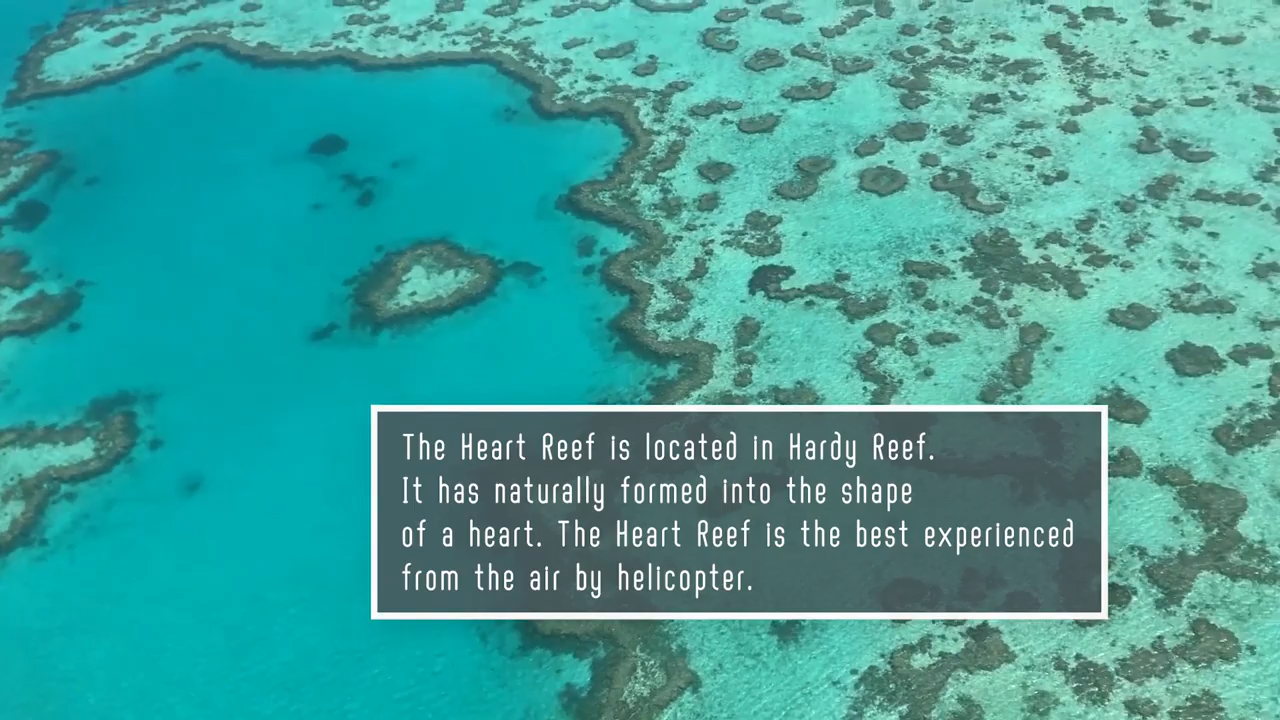 The Heart Reef is located in Hardy Reef.
It has naturally formed into the shape
of a heart. The Heart Reef is the best experienced
from the air by helicopter.